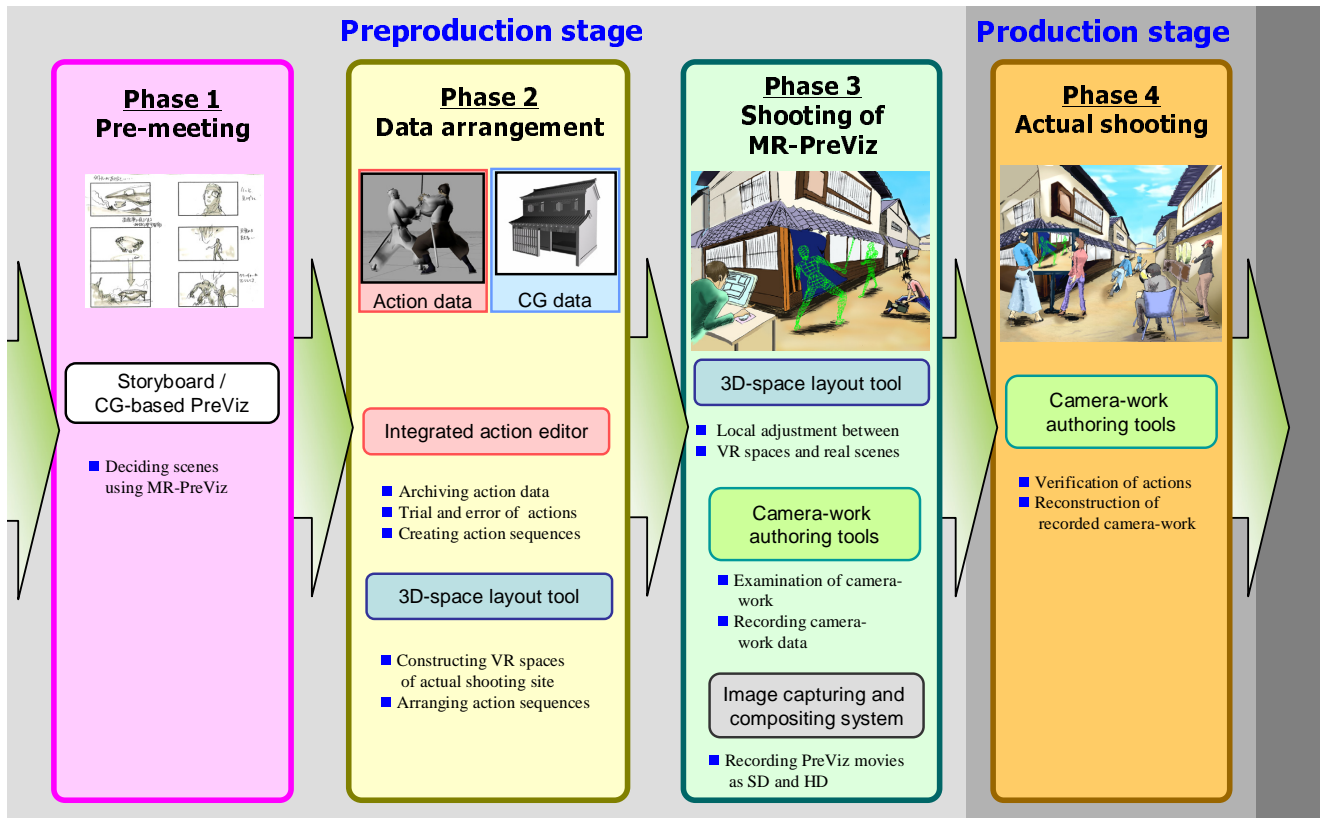 Preproduction stage
Production stage
Phase 1
Pre-meeting
Storyboard /
CG-based PreViz
Deciding scenes
using MR-PreViz
Phase 2
Data arrangement
Action data
CG data
Integrated action editor
Archiving action data
Trial and error of actions
Creating action sequences
3D-space layout tool
Constructing VR spaces
of actual shooting site
Arranging action sequences
Phase 3
Shooting of
MR-PreViz
3D-space layout tool
Local adjustment between
VR spaces and real scenes
Camera-work
authoring tools
Examination of camera-
work
Recording camera-
work data
Image capturing and
compositing system
Recording PreViz movies
as SD and HD
Phase 4
Actual shooting
Camera-work
authoring tools
Verification of actions
Reconstruction of
recorded camera-work